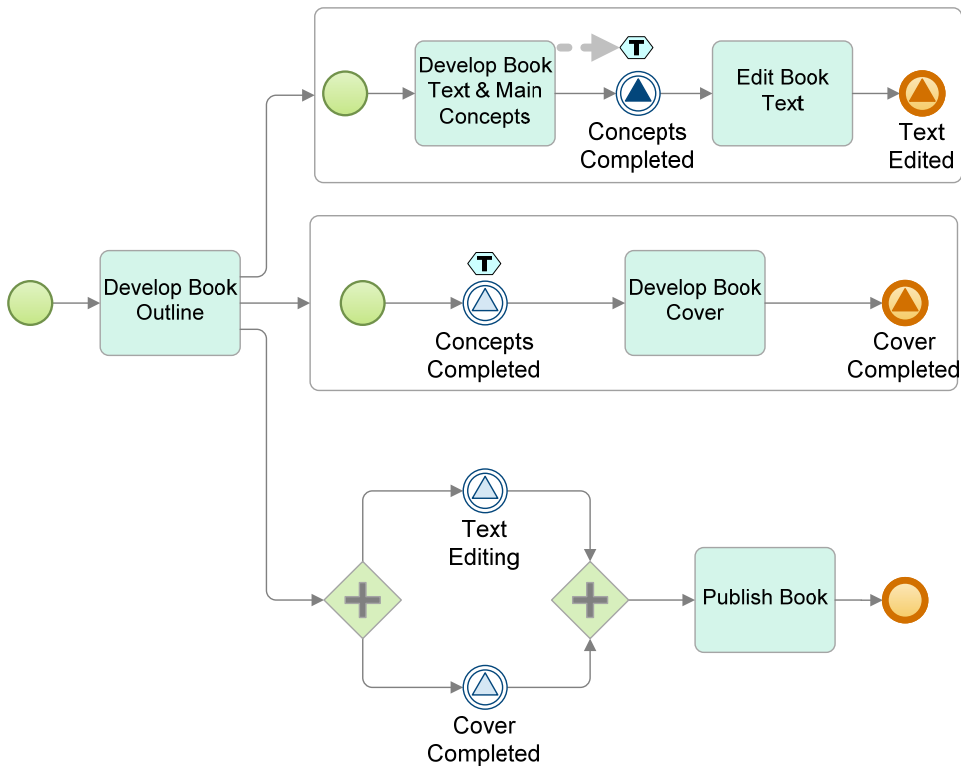 Develop Book
Text & Main
Concepts
T
Concepts
Completed
Edit Book
Text
Text
Edited
Develop Book
Outline
T
Concepts
Completed
Develop Book
Cover
Cover
Completed
Text
Editing
Publish Book
Cover
Completed